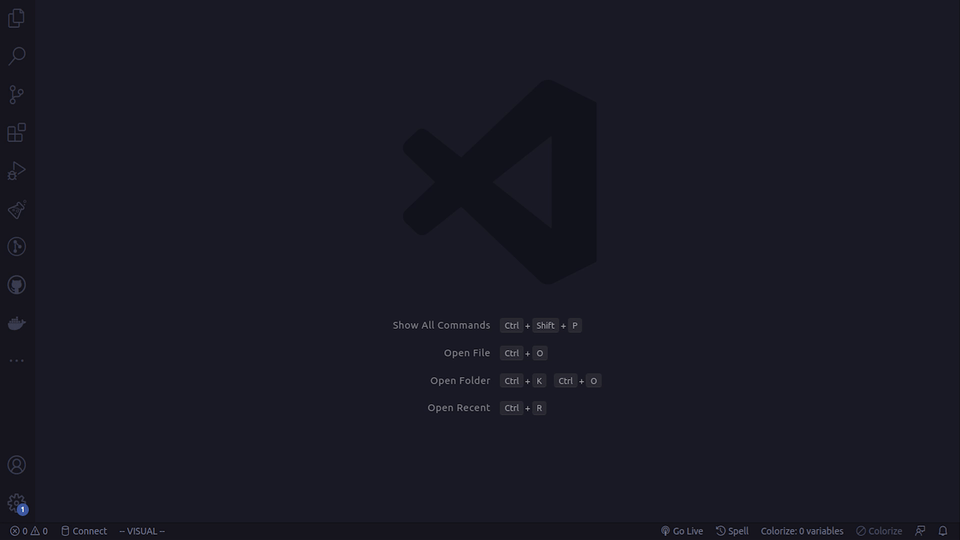 Show All Commands Ctrl + Shift + P
Open File Ctrl + O
Open Folder Ctrl + K Ctrl + O
Open Recent Ctrl + R
1
0 0 Connect -- VISUAL -- Go Live Spell Colorize: 0 variables Colorize